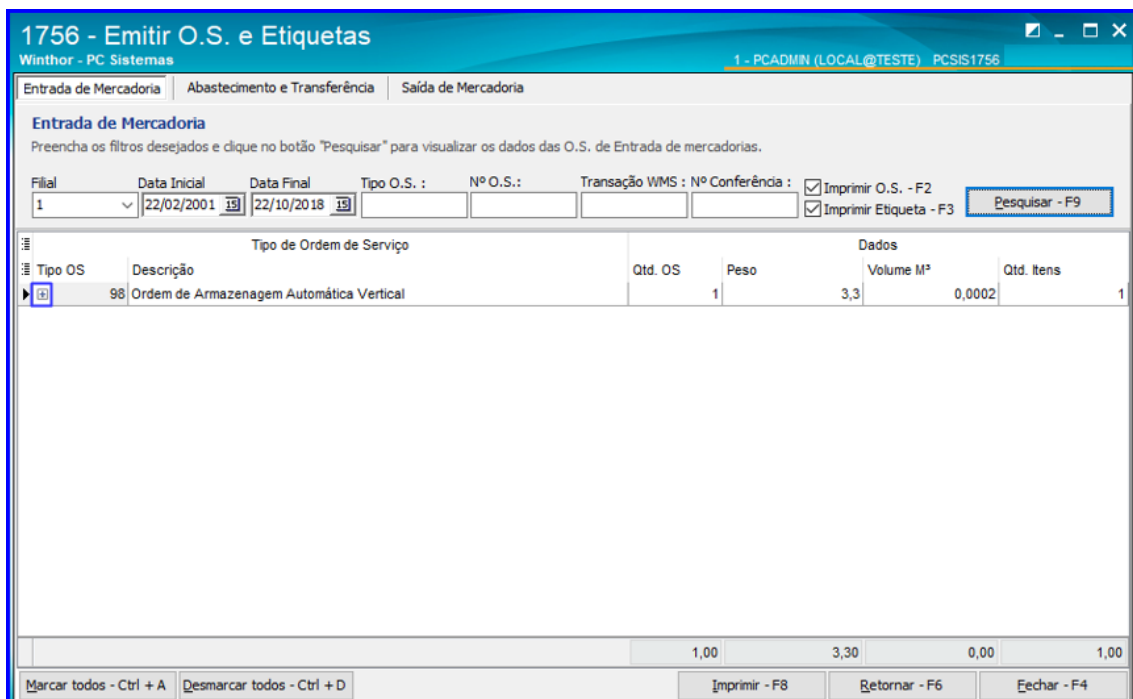 1756 - Emitir O.S. e Etiquetas
Winthor - PC Sistemas
1 - PCADMIN (LOCAL@TESTE) PCSIS1756
Entrada de Mercadoria Abastecimento e Transferência Saída de Mercadoria
Entrada de Mercadoria
Preencha os filtros desejados e clique no botão "Pesquisar" para visualizar os dados das O.S. de Entrada de mercadorias.
Filial Data Inicial Data Final Tipo O.S. : Nº O.S.: Transação WMS : Nº Conferência : Imprimir O.S. - F2
1 22/02/2001 15 22/10/2018 15 Imprimir Etiqueta - F3 Pesquisar - F9
Tipo de Ordem de Serviço Dados
Tipo OS Descrição Qtd. OS Peso Volume M³ Qtd. Itens
98 Ordem de Armazenagem Automática Vertical 1 3,3 0,0002 1
1,00 3,30 0,00 1,00
Marcar todos - Ctrl + A Desmarcar todos - Ctrl + D Imprimir - F8 Retornar - F6 Fechar - F4